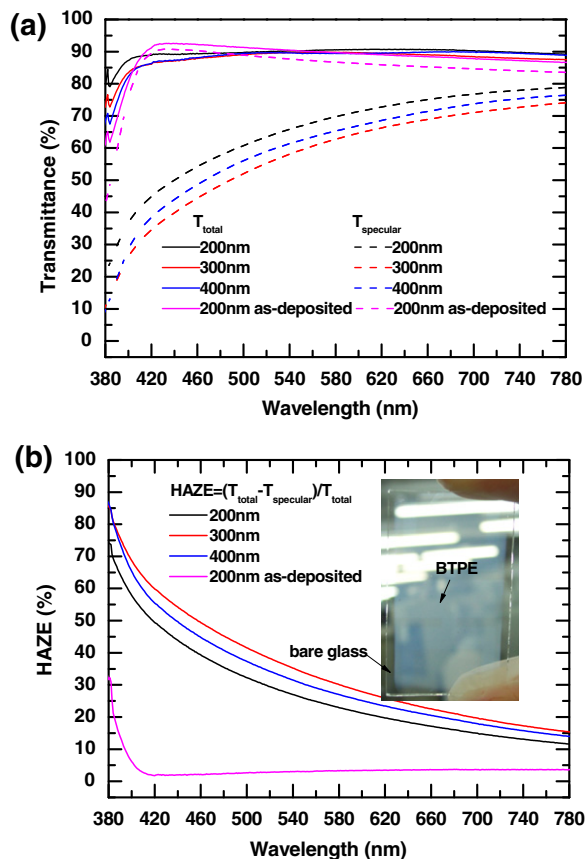 (a)
100
90
80
70
60
50
40
30
20
10
0
Transmittance (%)
T_total
200nm
300nm
400nm
200nm as-deposited
T_specular
200nm
300nm
400nm
200nm as-deposited
380 420 460 500 540 580 620 660 700 740 780
Wavelength (nm)
(b)
100
90
80
70
60
50
40
30
20
10
0
HAZE (%)
HAZE=(T_total-T_specular)/T_total
200nm
300nm
400nm
200nm as-deposited
BTPE
bare glass
380 420 460 500 540 580 620 660 700 740 780
Wavelength (nm)